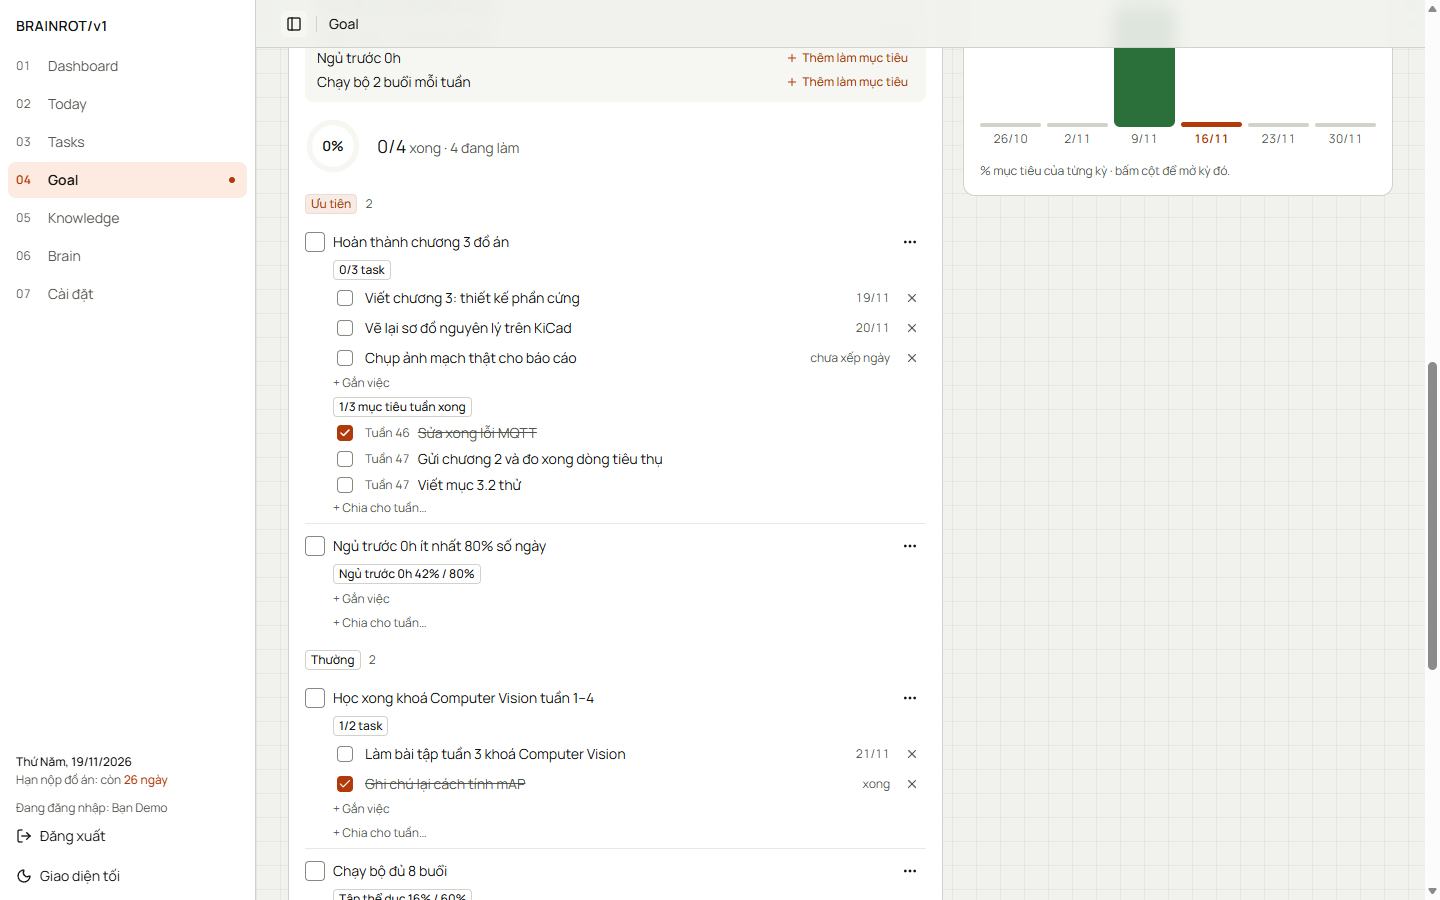 BRAINROT/v1
01 Dashboard
02 Today
03 Tasks
04 Goal
05 Knowledge
06 Brain
07 Cài đặt
Thứ Năm, 19/11/2026
Hạn nộp đồ án: còn 26 ngày
Đang đăng nhập: Bạn Demo
Đăng xuất
Giao diện tối
Goal
Ngủ trước 0h + Thêm làm mục tiêu
Chạy bộ 2 buổi mỗi tuần + Thêm làm mục tiêu
0% 0/4 xong · 4 đang làm
Ưu tiên 2
Hoàn thành chương 3 đồ án
0/3 task
Viết chương 3: thiết kế phần cứng 19/11
Vẽ lại sơ đồ nguyên lý trên KiCad 20/11
Chụp ảnh mạch thật cho báo cáo chưa xếp ngày
+ Gắn việc
1/3 mục tiêu tuần xong
Tuần 46 Sửa xong lỗi MQTT
Tuần 47 Gửi chương 2 và đo xong dòng tiêu thụ
Tuần 47 Viết mục 3.2 thử
+ Chia cho tuần...
Ngủ trước 0h ít nhất 80% số ngày
Ngủ trước 0h 42% / 80%
+ Gắn việc
+ Chia cho tuần...
Thường 2
Học xong khoá Computer Vision tuần 1–4
1/2 task
Làm bài tập tuần 3 khoá Computer Vision 21/11
Ghi chú lại cách tính mAP xong
+ Gắn việc
+ Chia cho tuần...
Chạy bộ đủ 8 buổi
Tập thể dục 16% / 60%
26/10 2/11 9/11 16/11 23/11 30/11
% mục tiêu của từng kỳ · bấm cột để mở kỳ đó.